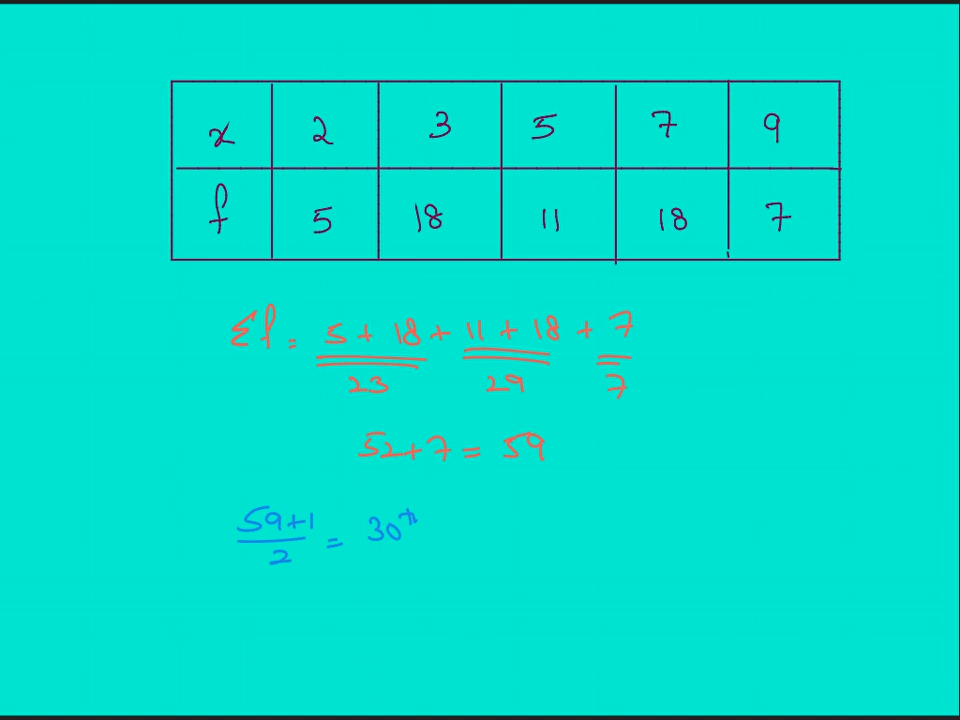 x 2 3 5 7 9
f 5 18 11 18 7
Σf = 5 + 18 + 11 + 18 + 7
23 29 7
52+7 = 59
59+1/2 = 30th